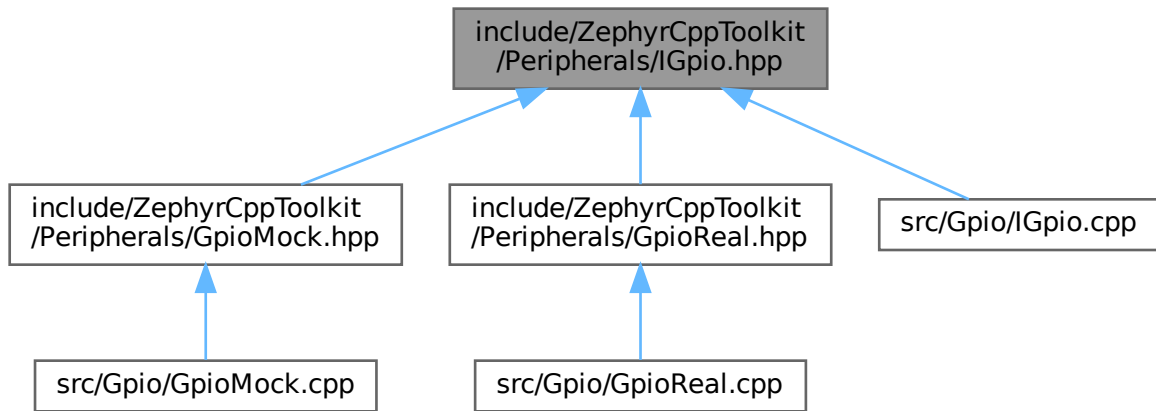 include/ZephyrCppToolkit
/Peripherals/IGpio.hpp
include/ZephyrCppToolkit
/Peripherals/GpioMock.hpp
include/ZephyrCppToolkit
/Peripherals/GpioReal.hpp
src/Gpio/IGpio.cpp
src/Gpio/GpioMock.cpp
src/Gpio/GpioReal.cpp